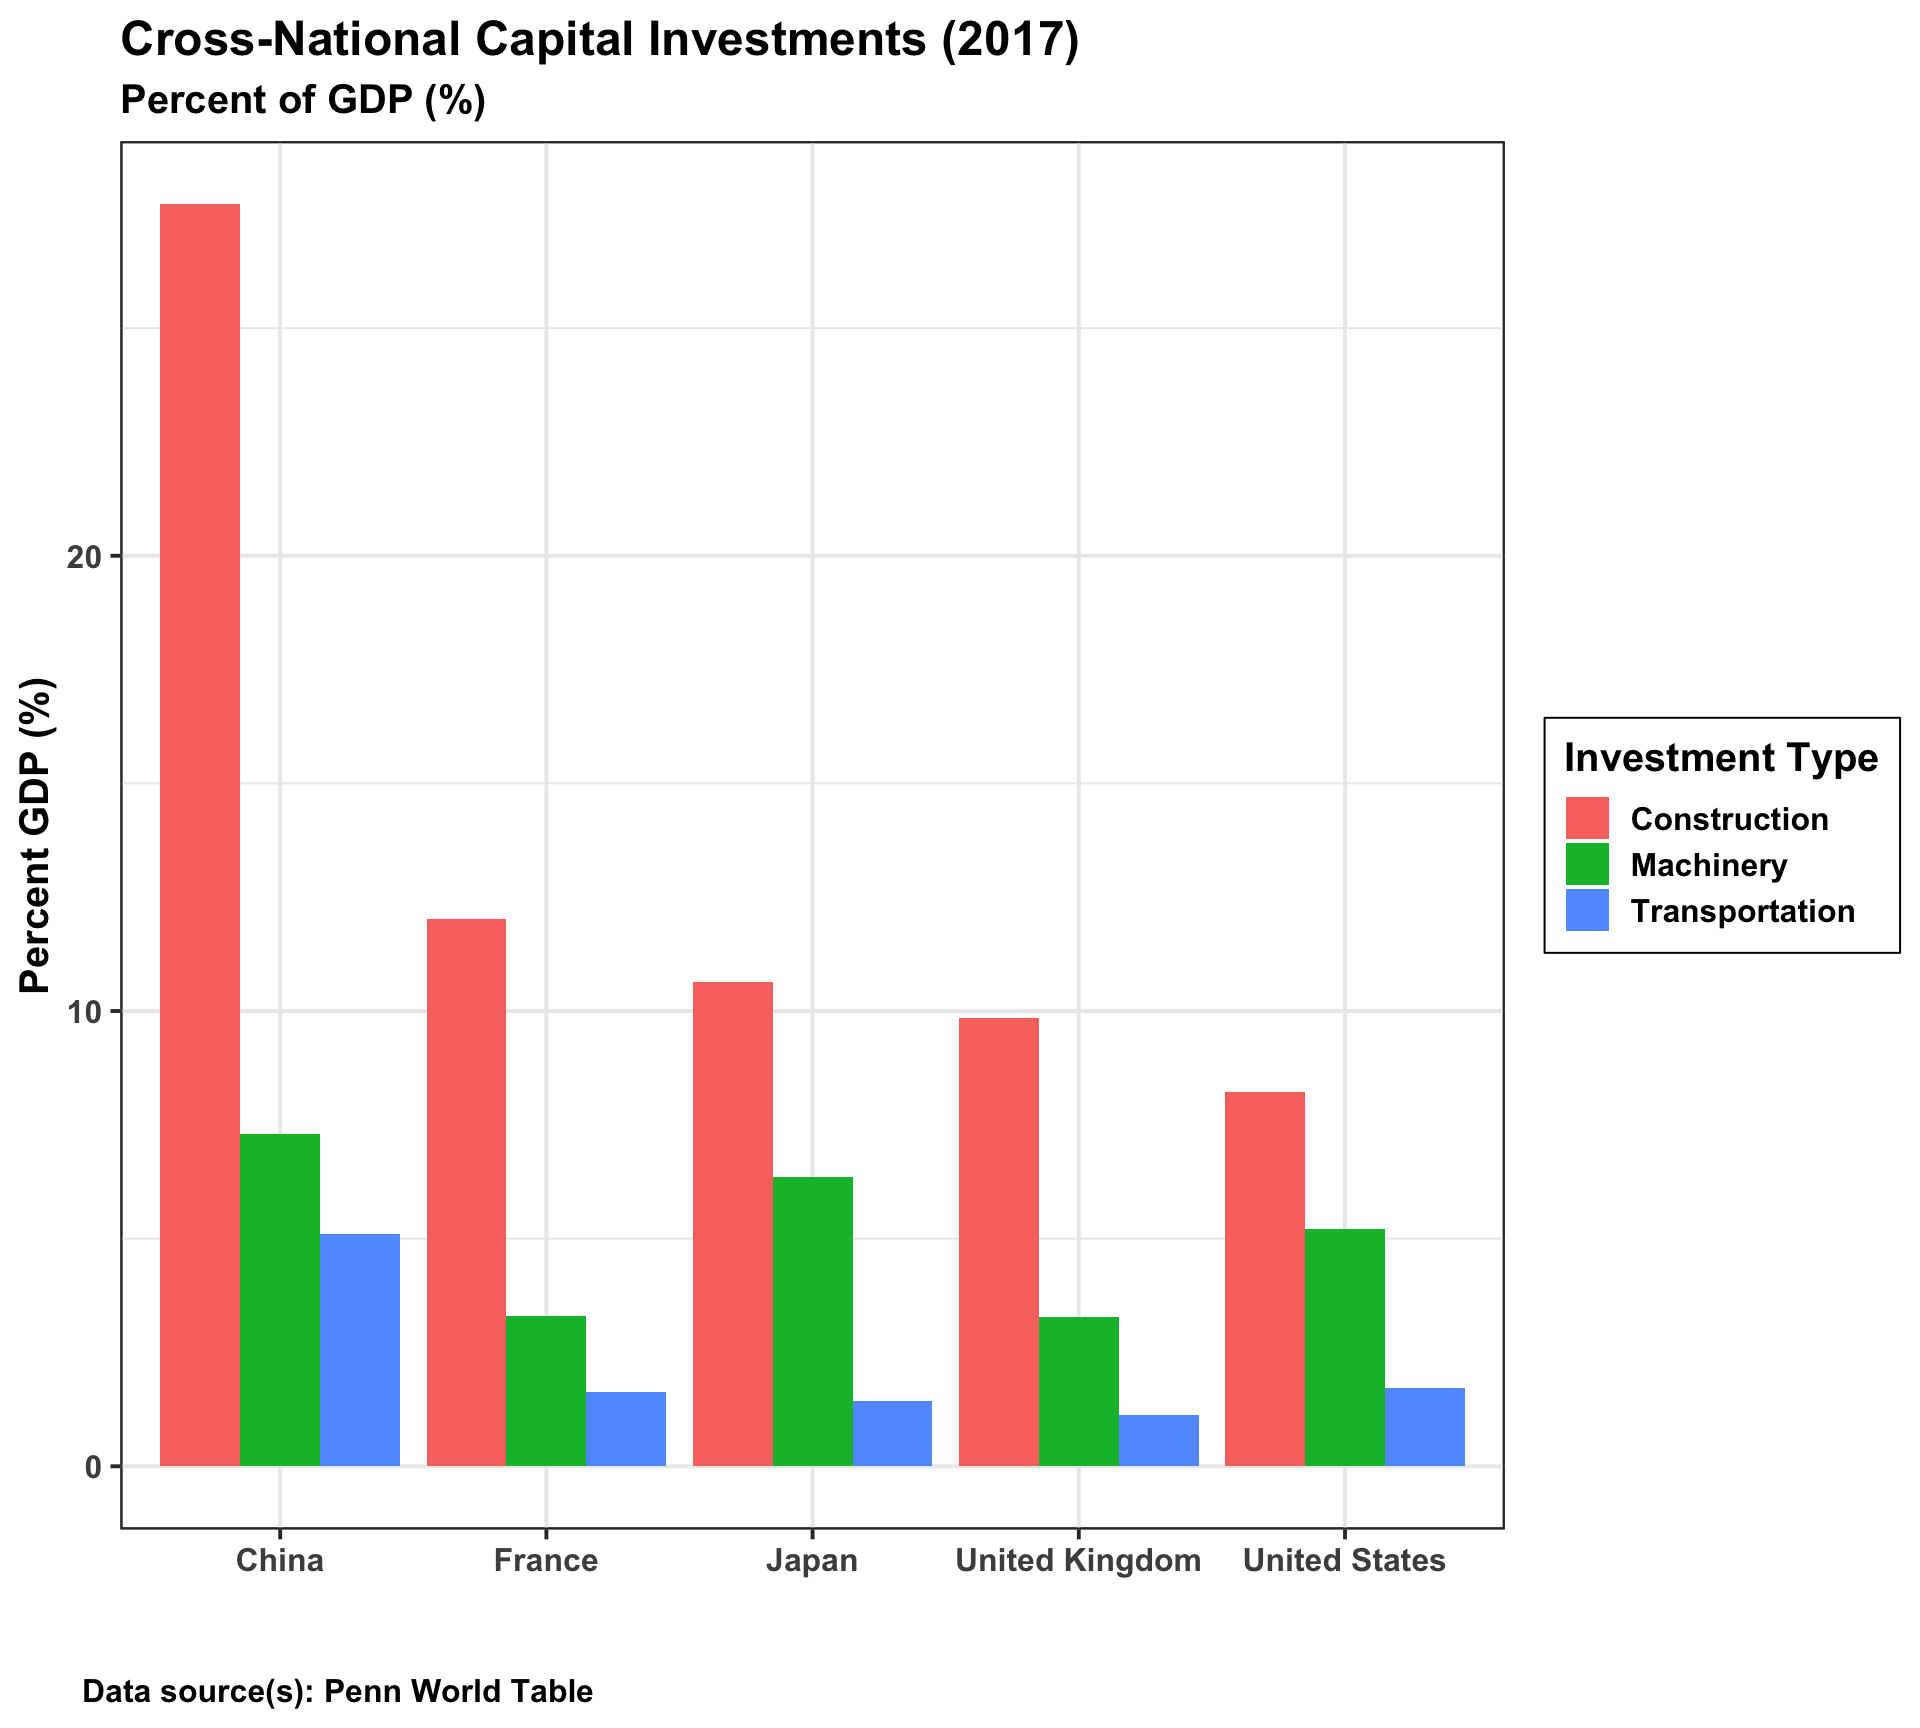 Cross-National Capital Investments (2017)
Percent of GDP (%)
Percent GDP (%)
20
10
0
China
France
Japan
United Kingdom
United States
Investment Type
Construction
Machinery
Transportation
Data source(s): Penn World Table